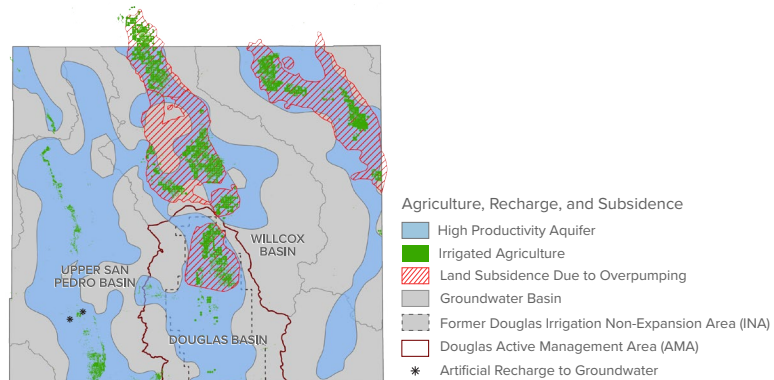 WILLCOX
BASIN
UPPER SAN
PEDRO BASIN
DOUGLAS BASIN
Agriculture, Recharge, and Subsidence
High Productivity Aquifer
Irrigated Agriculture
Land Subsidence Due to Overpumping
Groundwater Basin
Former Douglas Irrigation Non-Expansion Area (INA)
Douglas Active Management Area (AMA)
Artificial Recharge to Groundwater